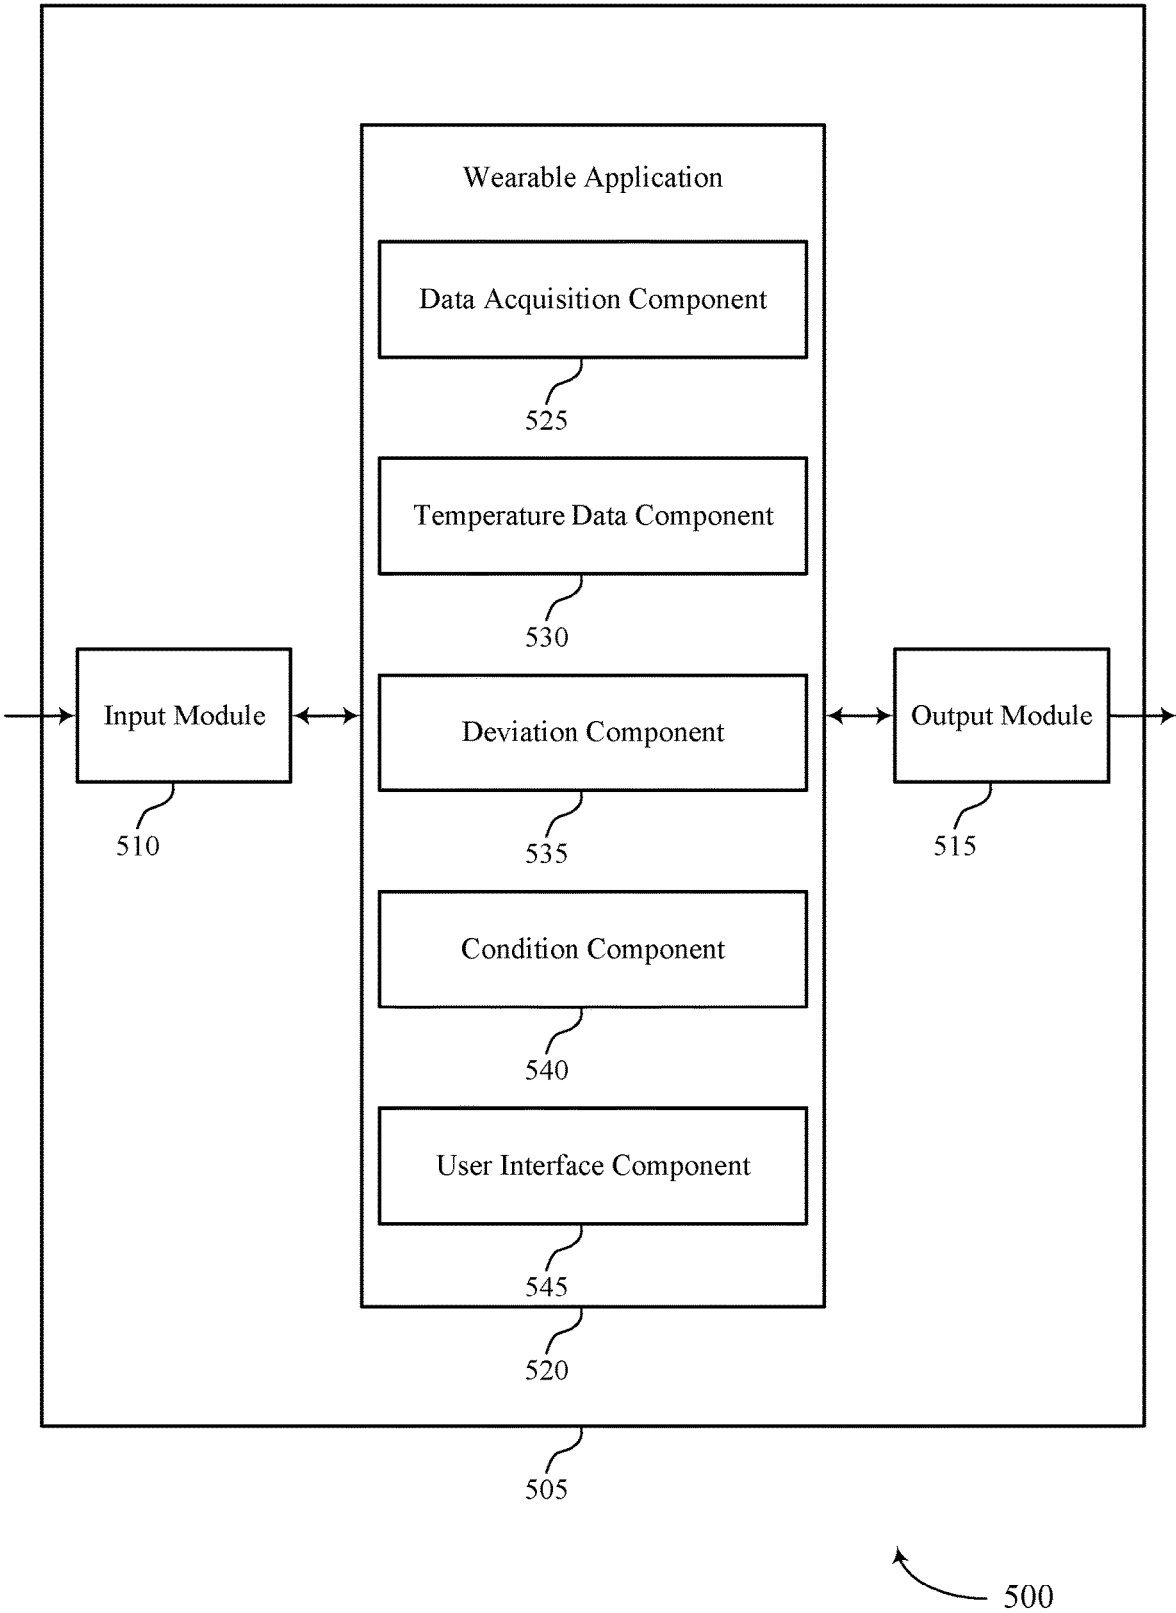 Wearable Application
Data Acquisition Component
525
Temperature Data Component
530
Input Module
510
Deviation Component
535
Output Module
515
Condition Component
540
User Interface Component
545
520
505
500